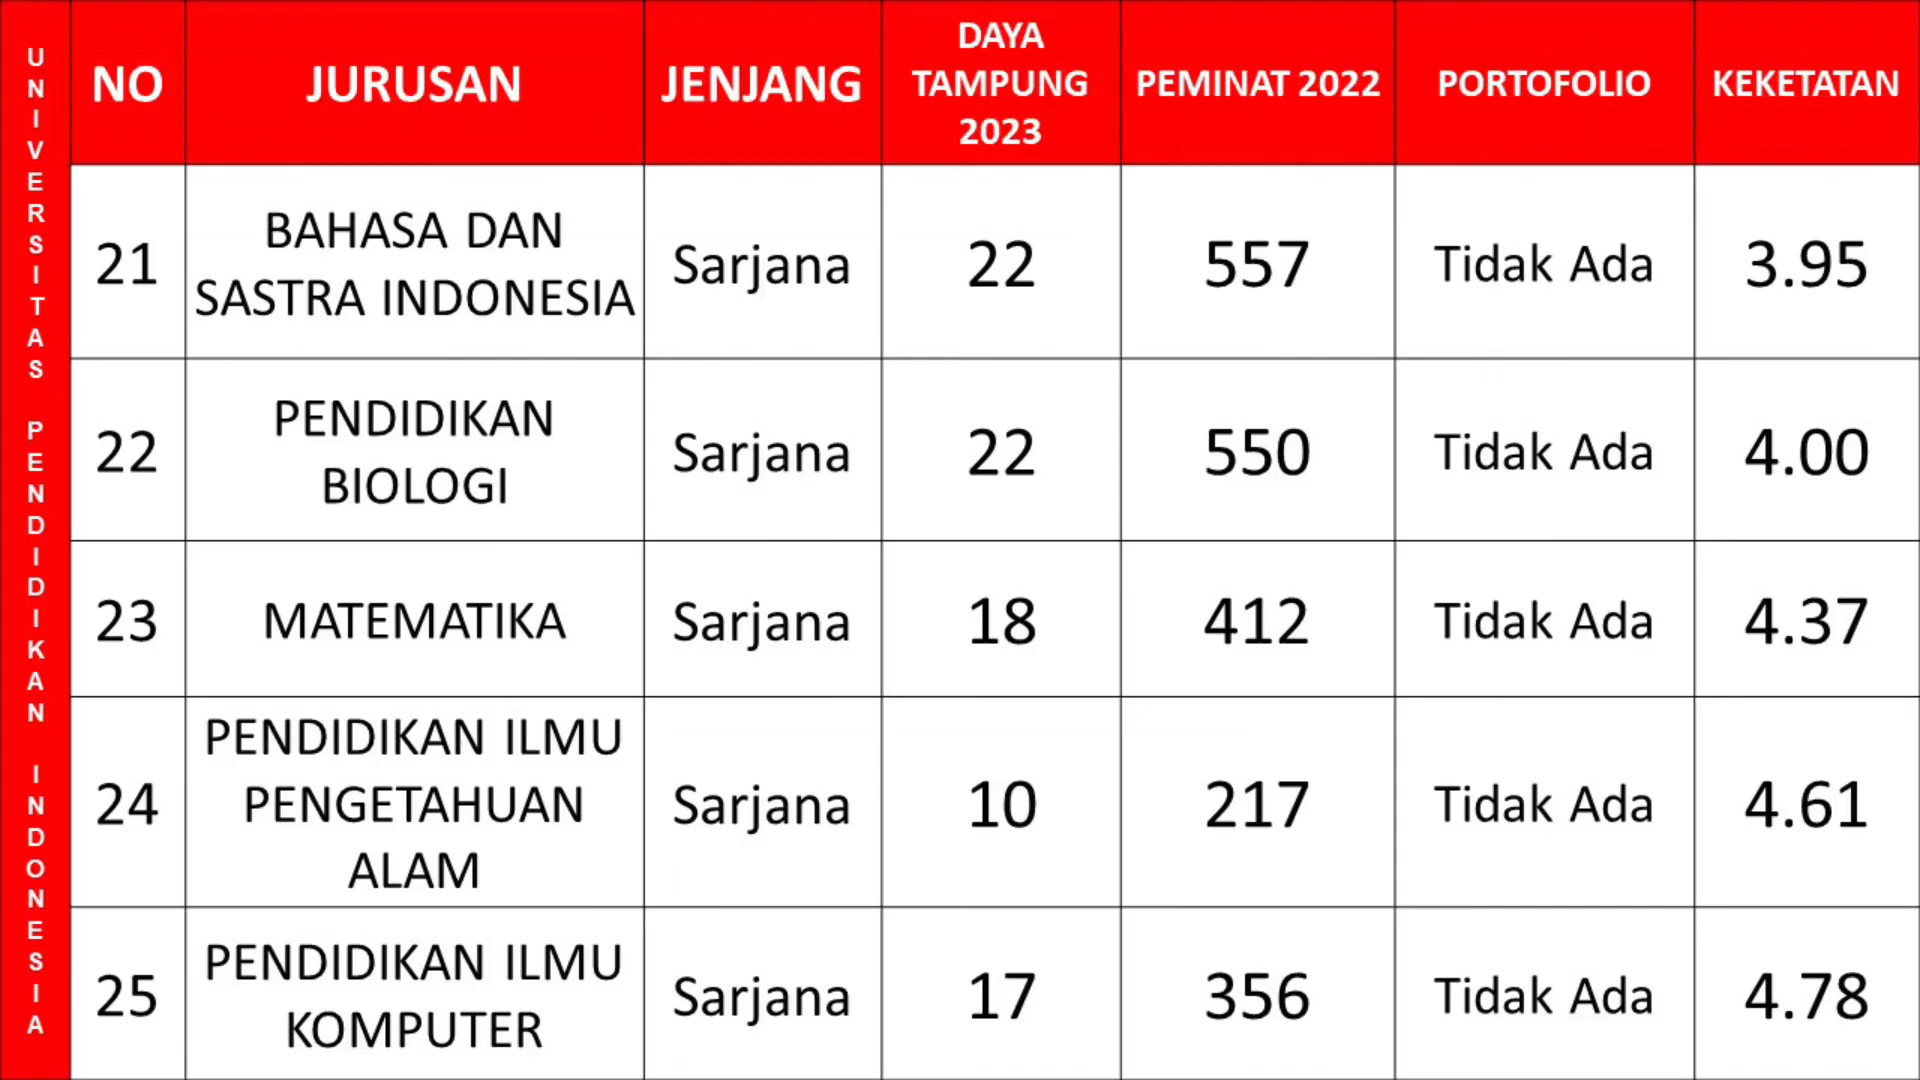 UNIVERSITAS PENDIDIKAN INDONESIA
NO JURUSAN JENJANG DAYA TAMPUNG 2023 PEMINAT 2022 PORTOFOLIO KEKETATAN
21 BAHASA DAN SASTRA INDONESIA Sarjana 22 557 Tidak Ada 3.95
22 PENDIDIKAN BIOLOGI Sarjana 22 550 Tidak Ada 4.00
23 MATEMATIKA Sarjana 18 412 Tidak Ada 4.37
24 PENDIDIKAN ILMU PENGETAHUAN ALAM Sarjana 10 217 Tidak Ada 4.61
25 PENDIDIKAN ILMU KOMPUTER Sarjana 17 356 Tidak Ada 4.78